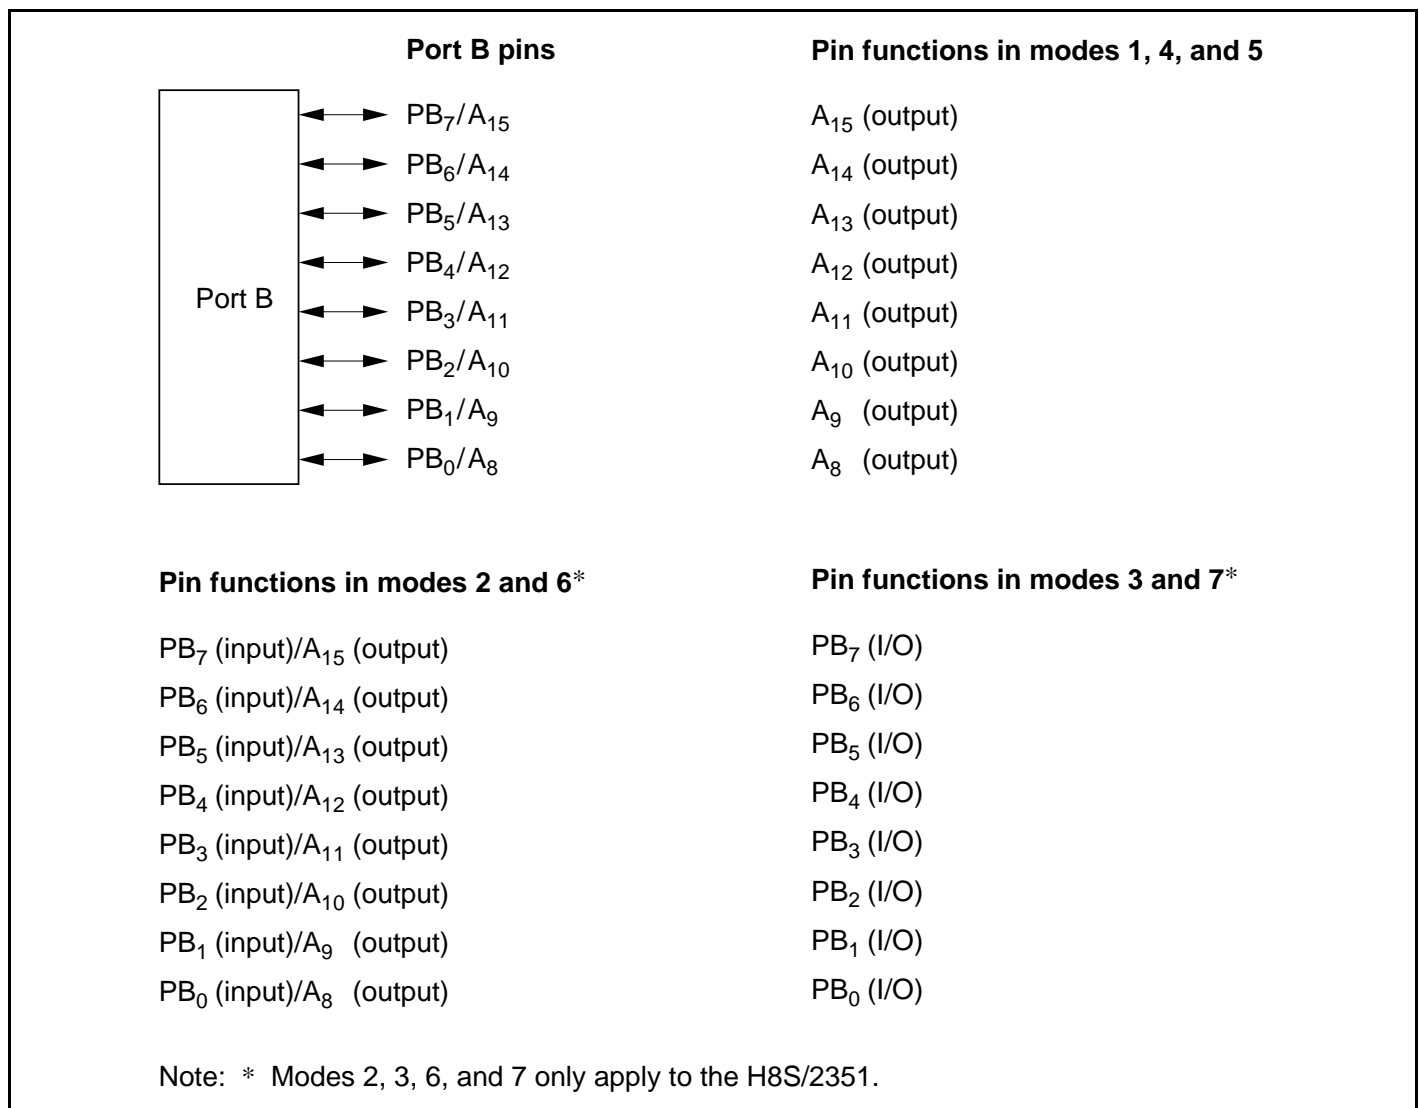 Port B pins
Pin functions in modes 1, 4, and 5
Port B
PB₇/A₁₅
A₁₅ (output)
PB₆/A₁₄
A₁₄ (output)
PB₅/A₁₃
A₁₃ (output)
PB₄/A₁₂
A₁₂ (output)
PB₃/A₁₁
A₁₁ (output)
PB₂/A₁₀
A₁₀ (output)
PB₁/A₉
A₉ (output)
PB₀/A₈
A₈ (output)
Pin functions in modes 2 and 6*
PB₇ (input)/A₁₅ (output)
PB₆ (input)/A₁₄ (output)
PB₅ (input)/A₁₃ (output)
PB₄ (input)/A₁₂ (output)
PB₃ (input)/A₁₁ (output)
PB₂ (input)/A₁₀ (output)
PB₁ (input)/A₉ (output)
PB₀ (input)/A₈ (output)
Pin functions in modes 3 and 7*
PB₇ (I/O)
PB₆ (I/O)
PB₅ (I/O)
PB₄ (I/O)
PB₃ (I/O)
PB₂ (I/O)
PB₁ (I/O)
PB₀ (I/O)
Note: * Modes 2, 3, 6, and 7 only apply to the H8S/2351.